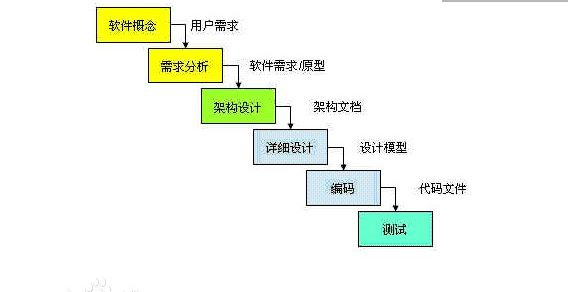 软件概念 用户需求
需求分析 软件需求/原型
架构设计 架构文档
详细设计 设计模型
编码 代码文件
测试